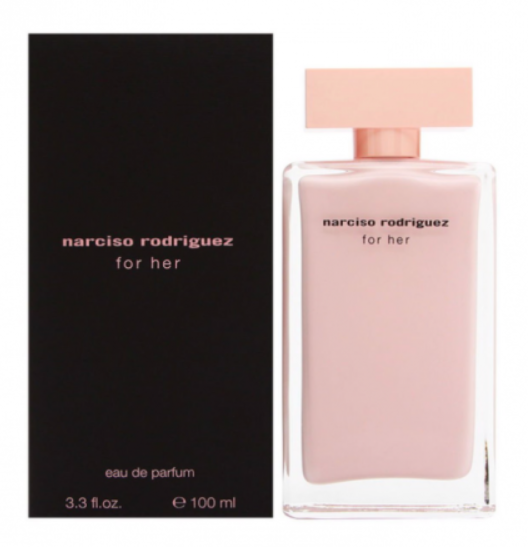 narciso rodriguez
for her
eau de parfum
3.3 fl.oz. ℮ 100 ml
narciso rodriguez
for her